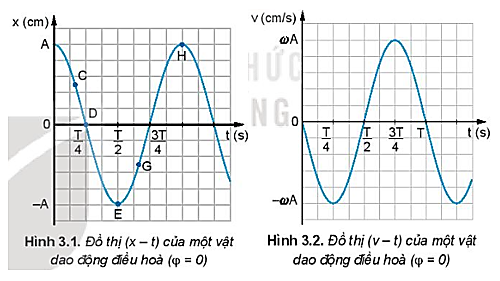 x (cm)
A
C
H
D
0
T/4
T/2
3T/4
t (s)
G
–A
E
Hình 3.1. Đồ thị (x – t) của một vật
dao động điều hoà (φ = 0)
v (cm/s)
ωA
HỨC
NG
0
T/4
T/2
3T/4
T
t (s)
–ωA
Hình 3.2. Đồ thị (v – t) của một vật
dao động điều hoà (φ = 0)